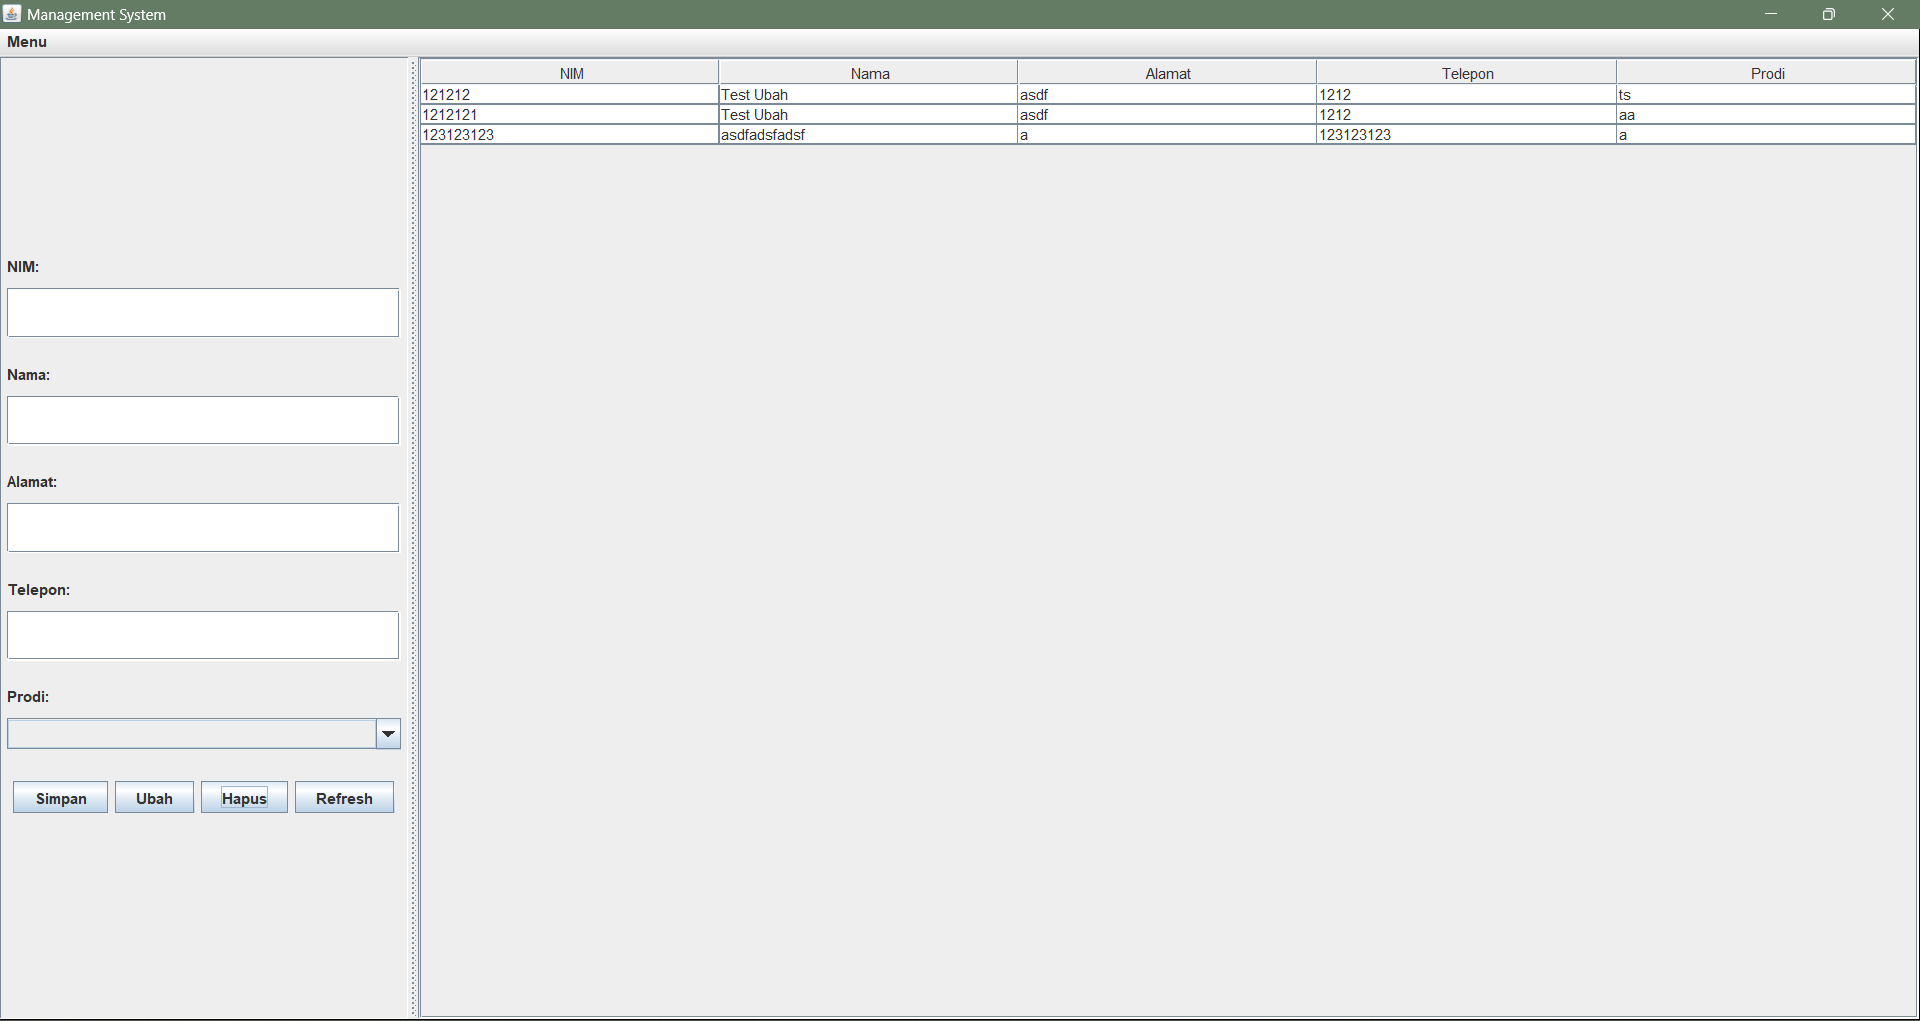 Management System
Menu
NIM:
Nama:
Alamat:
Telepon:
Prodi:
Simpan Ubah Hapus Refresh
NIM Nama Alamat Telepon Prodi
121212 Test Ubah asdf 1212 ts
1212121 Test Ubah asdf 1212 aa
123123123 asdfadsfadsf a 123123123 a